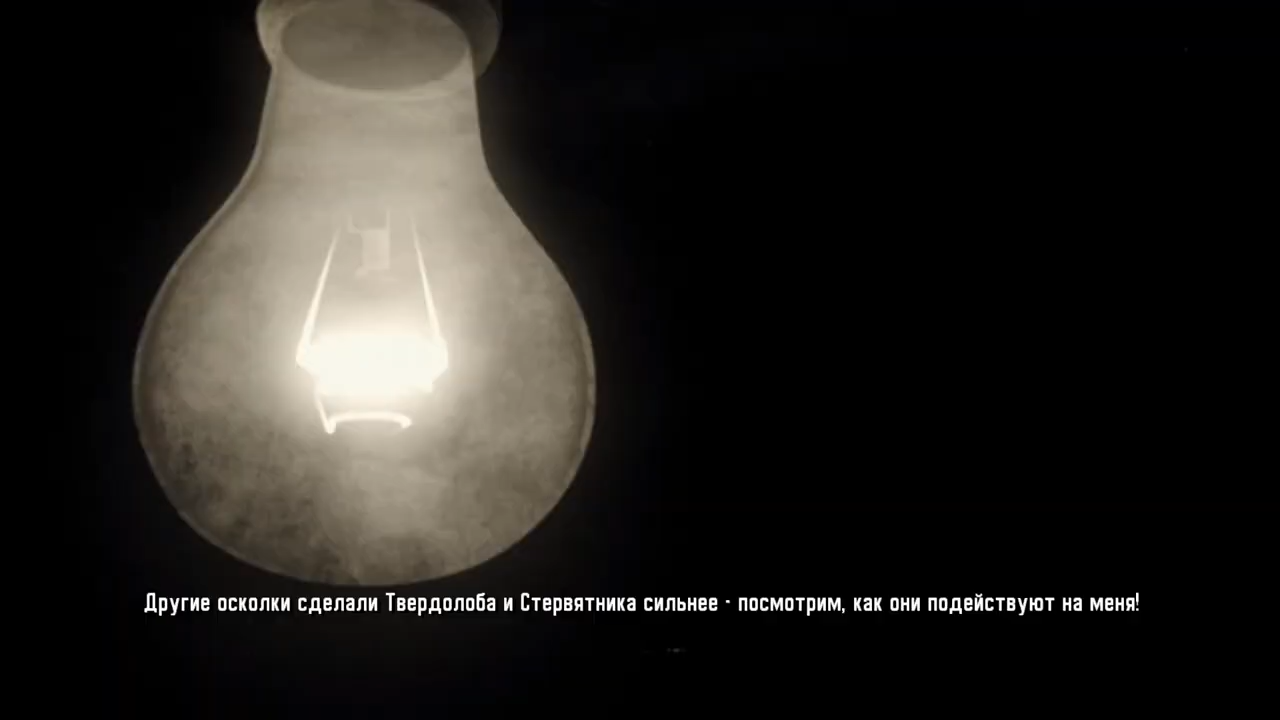 Другие осколки сделали Твердолоба и Стервятника сильнее - посмотрим, как они подействуют на меня!